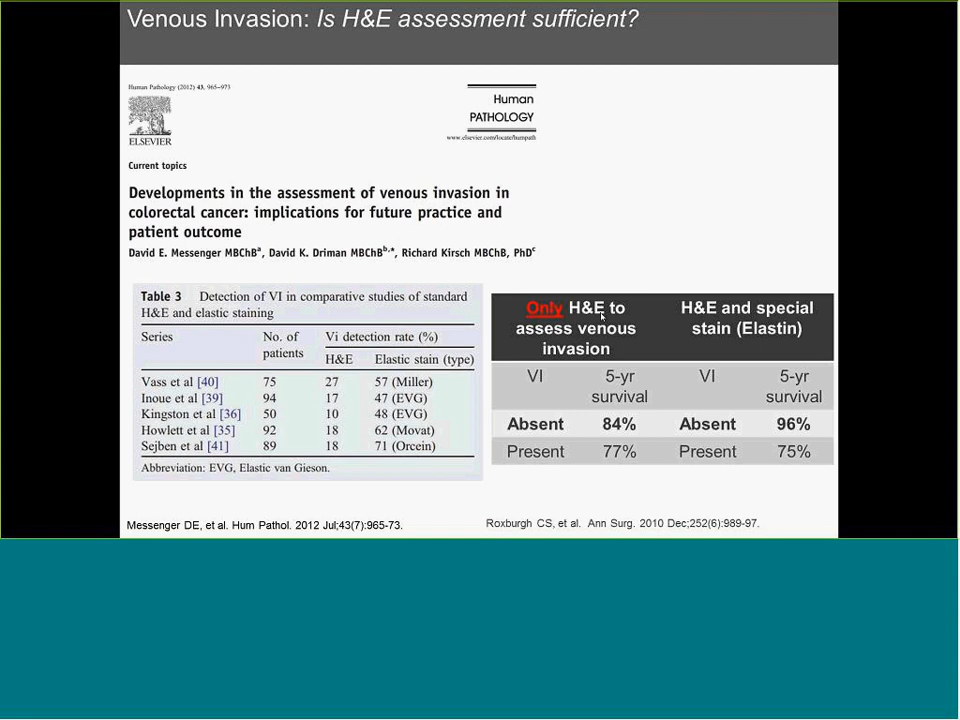 Venous Invasion: Is H&E assessment sufficient?
Human Pathology (2012) 43, 965–973
ELSEVIER
Human
PATHOLOGY
www.elsevier.com/locate/humpath
Current topics
Developments in the assessment of venous invasion in
colorectal cancer: implications for future practice and
patient outcome
David E. Messenger MBChBᵃ, David K. Driman MBChBᵇ,*, Richard Kirsch MBChB, PhDᶜ
Table 3 Detection of VI in comparative studies of standard
H&E and elastic staining
Series No. of patients Vi detection rate (%)
H&E Elastic stain (type)
Vass et al [40] 75 27 57 (Miller)
Inoue et al [39] 94 17 47 (EVG)
Kingston et al [36] 50 10 48 (EVG)
Howlett et al [35] 92 18 62 (Movat)
Sejben et al [41] 89 18 71 (Orcein)
Abbreviation: EVG, Elastic van Gieson.
Only H&E to assess venous invasion H&E and special stain (Elastin)
VI 5-yr survival VI 5-yr survival
Absent 84% Absent 96%
Present 77% Present 75%
Messenger DE, et al. Hum Pathol. 2012 Jul;43(7):965-73.
Roxburgh CS, et al. Ann Surg. 2010 Dec;252(6):989-97.